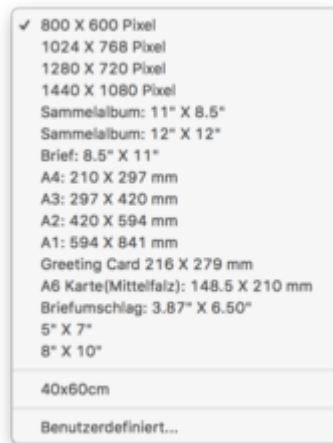 ✓ 800 X 600 Pixel
1024 X 768 Pixel
1280 X 720 Pixel
1440 X 1080 Pixel
Sammelalbum: 11" X 8.5"
Sammelalbum: 12" X 12"
Brief: 8.5" X 11"
A4: 210 X 297 mm
A3: 297 X 420 mm
A2: 420 X 594 mm
A1: 594 X 841 mm
Greeting Card 216 X 279 mm
A6 Karte(Mittelfalz): 148.5 X 210 mm
Briefumschlag: 3.87" X 6.50"
5" X 7"
8" X 10"
40x60cm
Benutzerdefiniert...